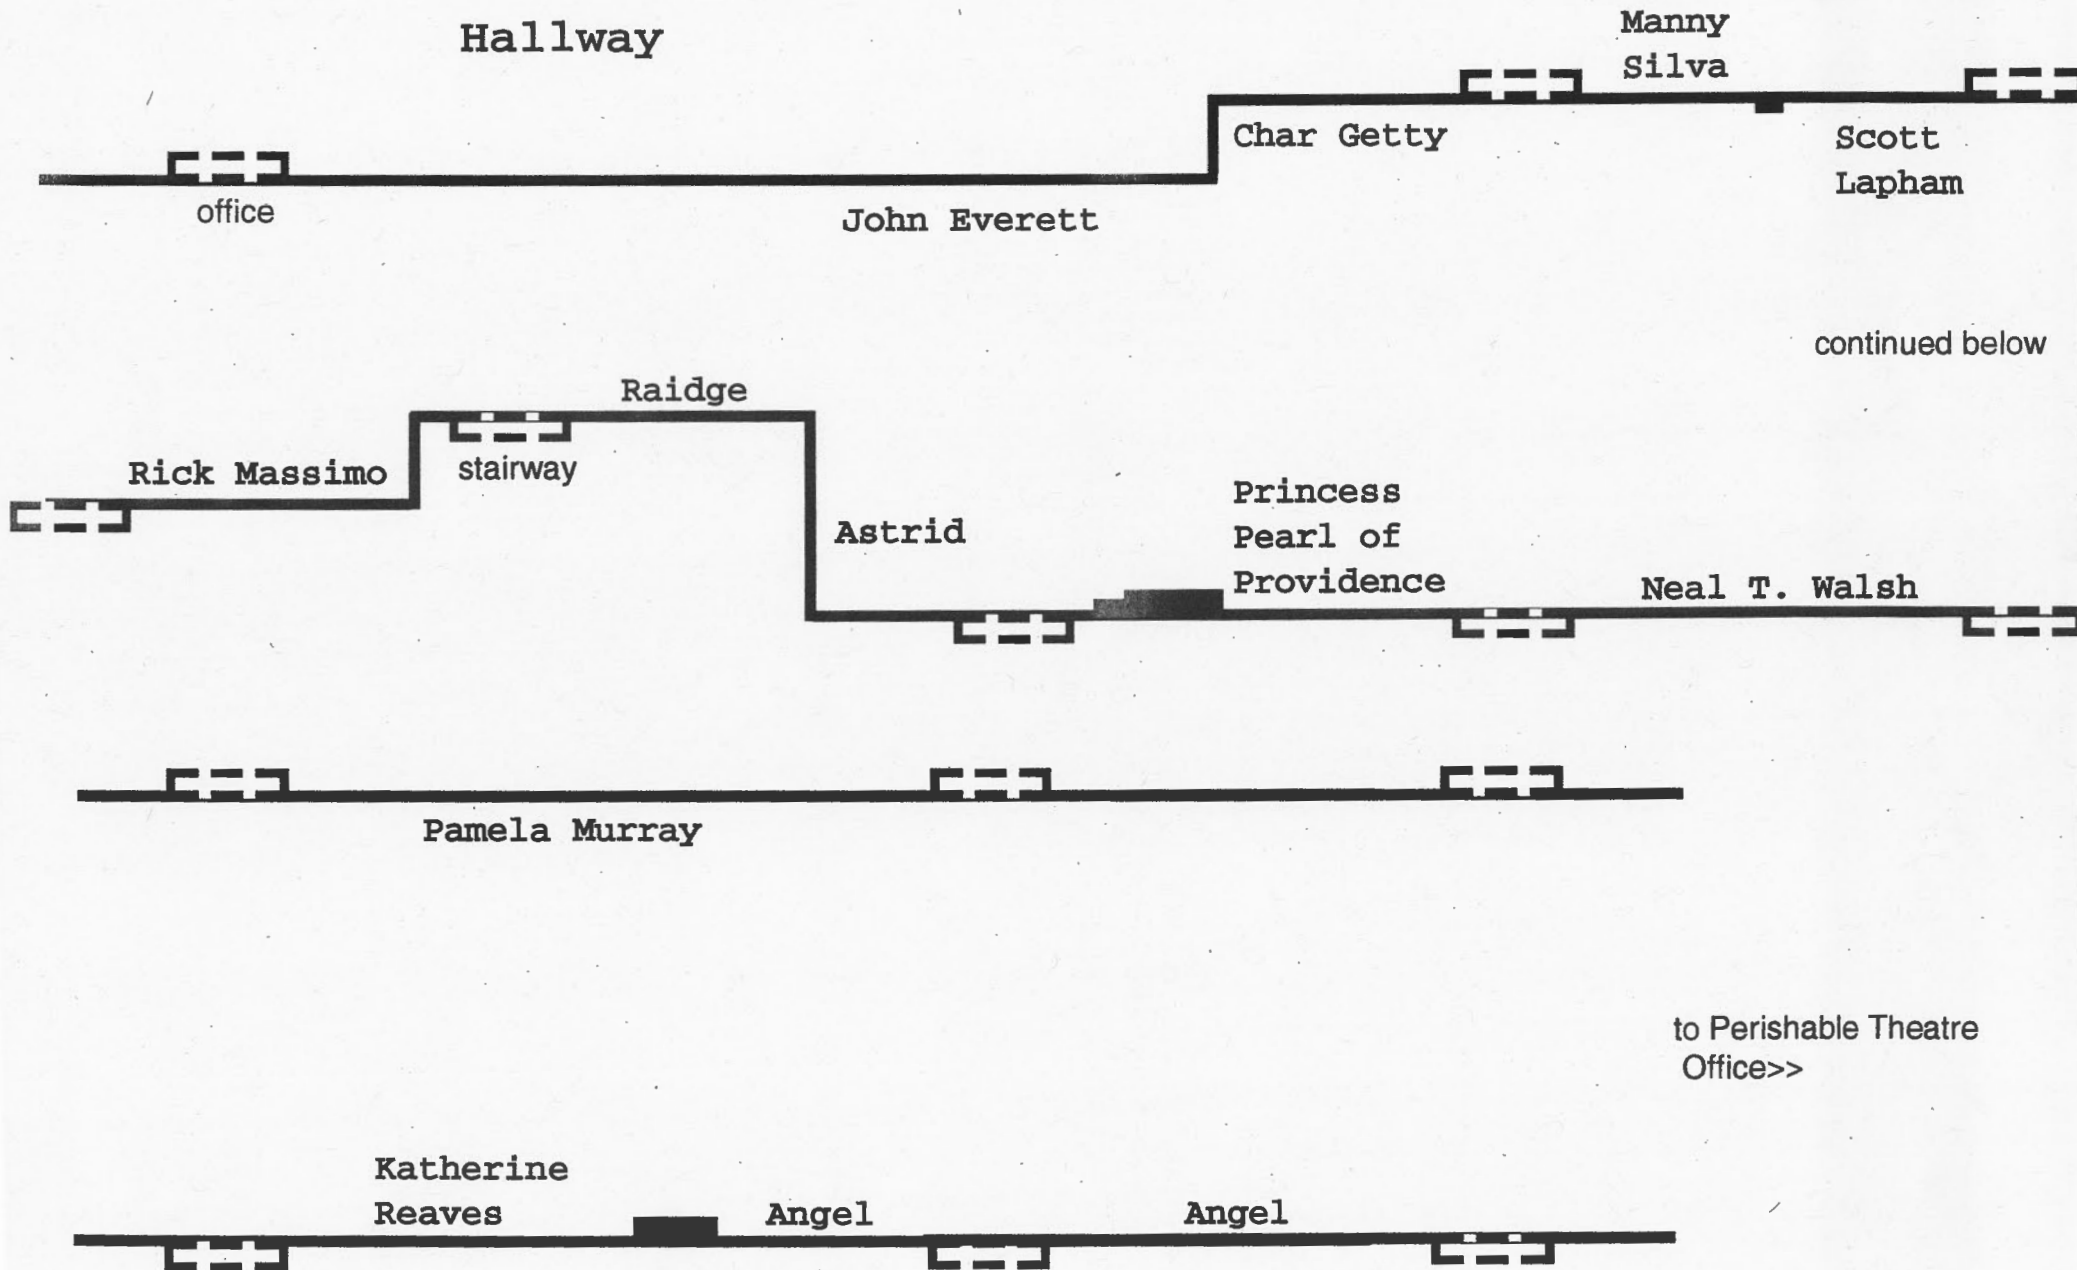 Hallway
Manny
Silva
Char Getty
Scott
Lapham
office
John Everett
continued below
Raidge
Rick Massimo
stairway
Astrid
Princess
Pearl of
Providence
Neal T. Walsh
Pamela Murray
to Perishable Theatre
Office>>
Katherine
Reaves
Angel
Angel